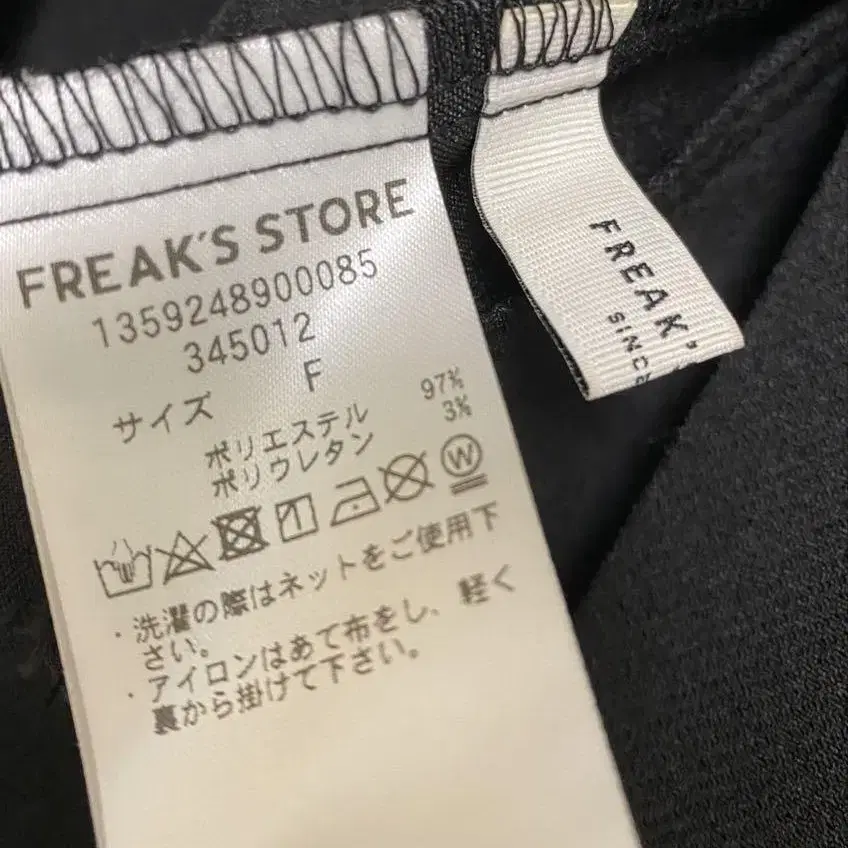 FREAK'S STORE
1359248900085
345012
サイズ F
ポリエステル 97%
ポリウレタン 3%
W
・洗濯の際はネットをご使用下
さい。
・アイロンはあて布をし、軽く
裏から掛けて下さい。
FREAK'
SINCE